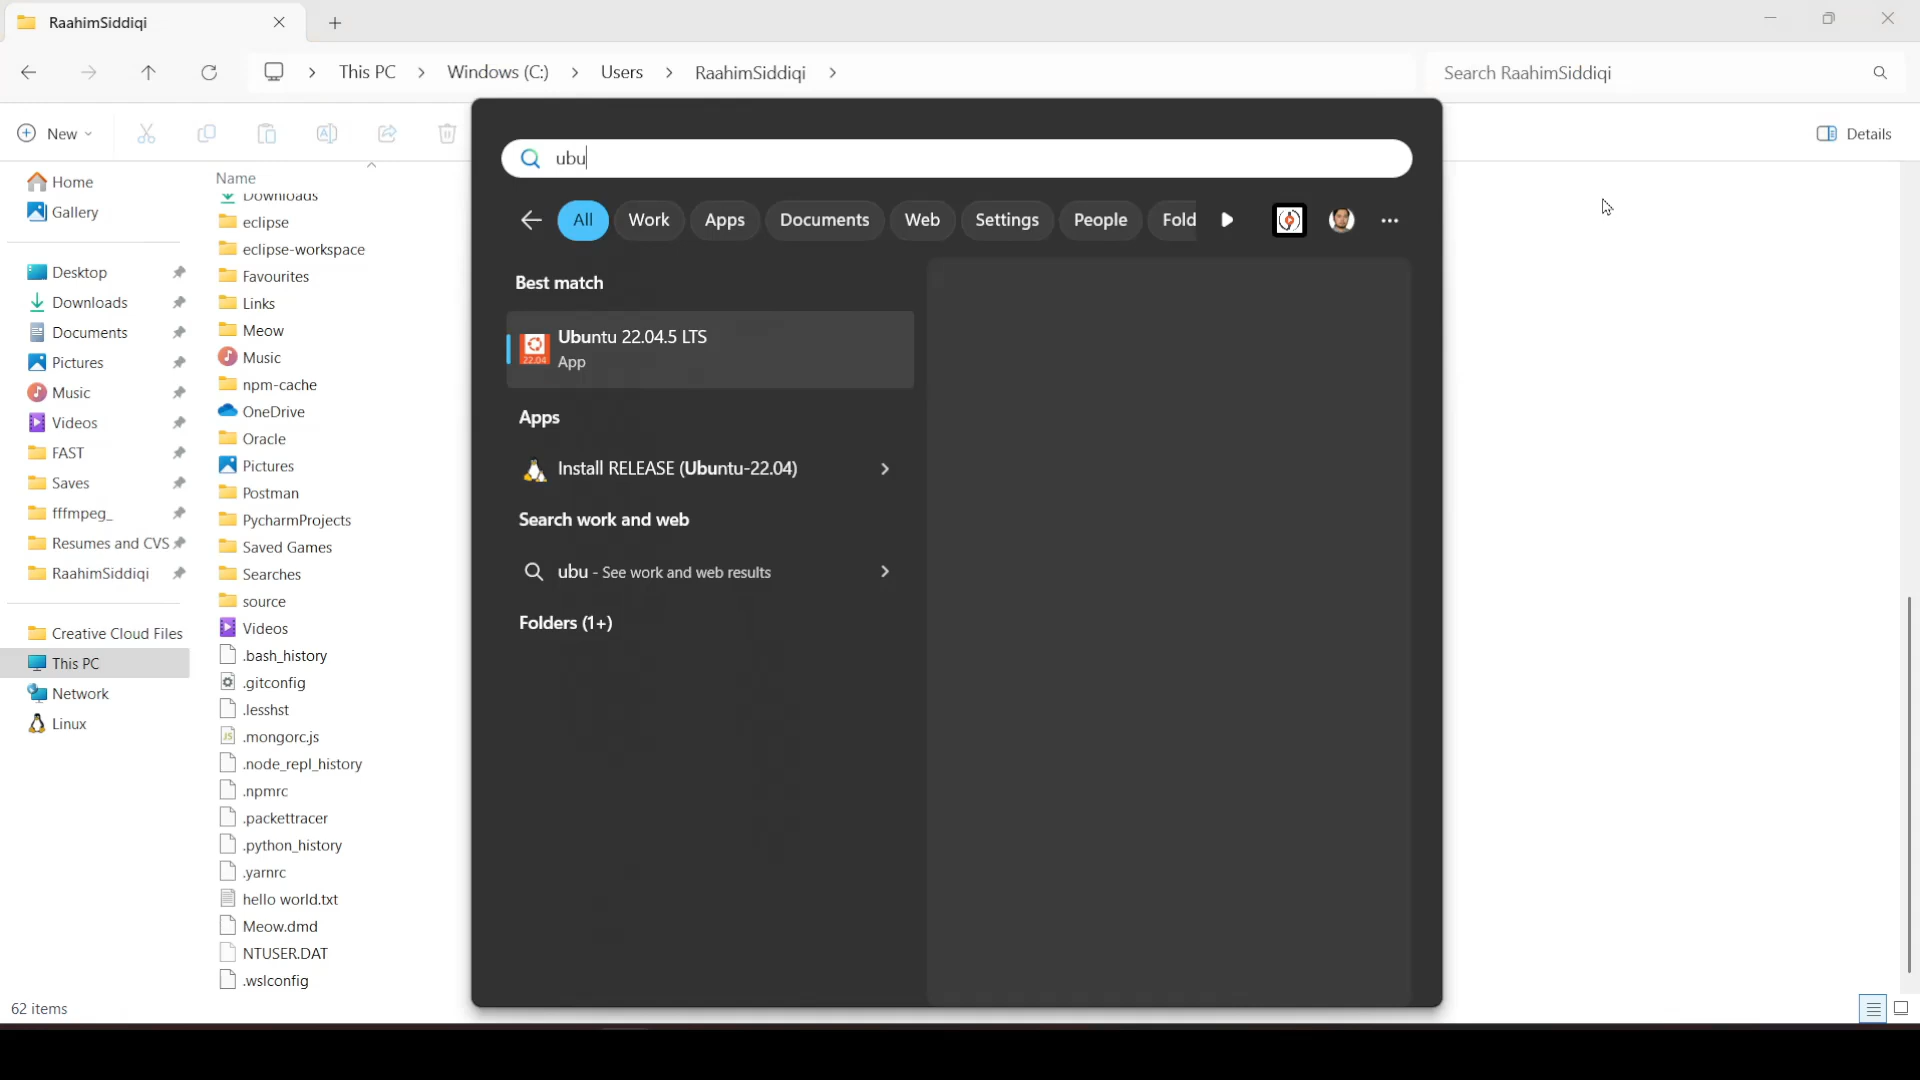 RaahimSiddiqi
This PC
Windows (C:)
Users
RaahimSiddiqi
Search RaahimSiddiqi
New
Details
ubu
All
Work
Apps
Documents
Web
Settings
People
Fold
Best match
Ubuntu 22.04.5 LTS
App
22.04
Apps
Install RELEASE (Ubuntu-22.04)
Search work and web
ubu - See work and web results
Folders (1+)
Home
Gallery
Desktop
Downloads
Documents
Pictures
Music
Videos
FAST
Saves
fffmpeg_
Resumes and CVS
RaahimSiddiqi
Creative Cloud Files
This PC
Network
Linux
Name
Downloads
eclipse
eclipse-workspace
Favourites
Links
Meow
Music
npm-cache
OneDrive
Oracle
Pictures
Postman
PycharmProjects
Saved Games
Searches
source
Videos
.bash_history
.gitconfig
.lesshst
.mongorc.js
.node_repl_history
.npmrc
.packettracer
.python_history
.yarnrc
hello world.txt
Meow.dmd
NTUSER.DAT
.wslconfig
62 items